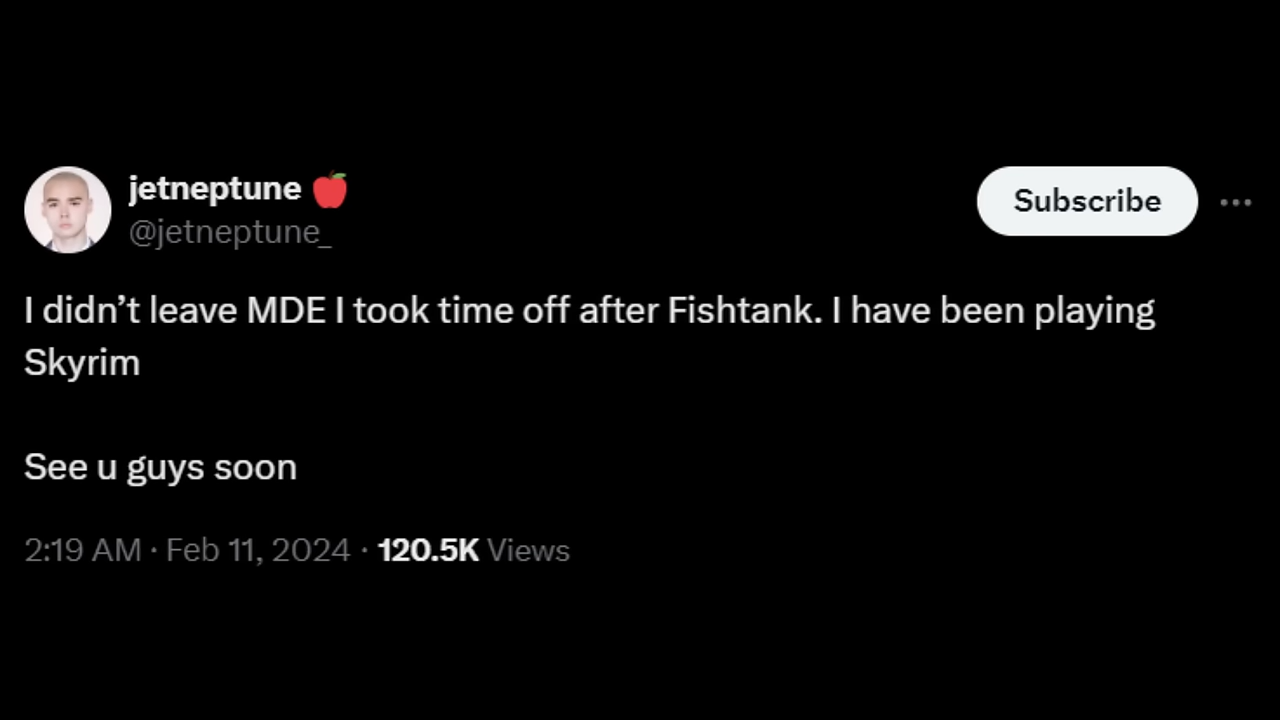 jetneptune 🍎
@jetneptune_
Subscribe
I didn’t leave MDE I took time off after Fishtank. I have been playing
Skyrim
See u guys soon
2:19 AM · Feb 11, 2024 · 120.5K Views